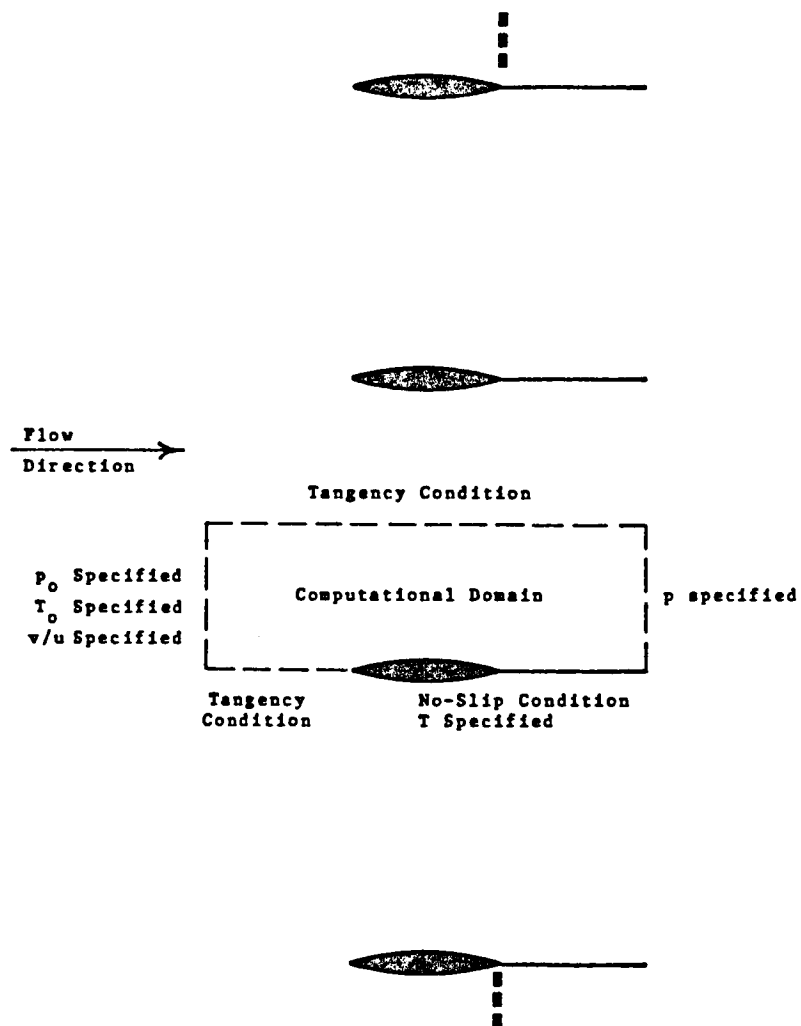 Flow
Direction
Tangency Condition
p₀ Specified
T₀ Specified
v/u Specified
Computational Domain
p specified
Tangency
Condition
No-Slip Condition
T Specified